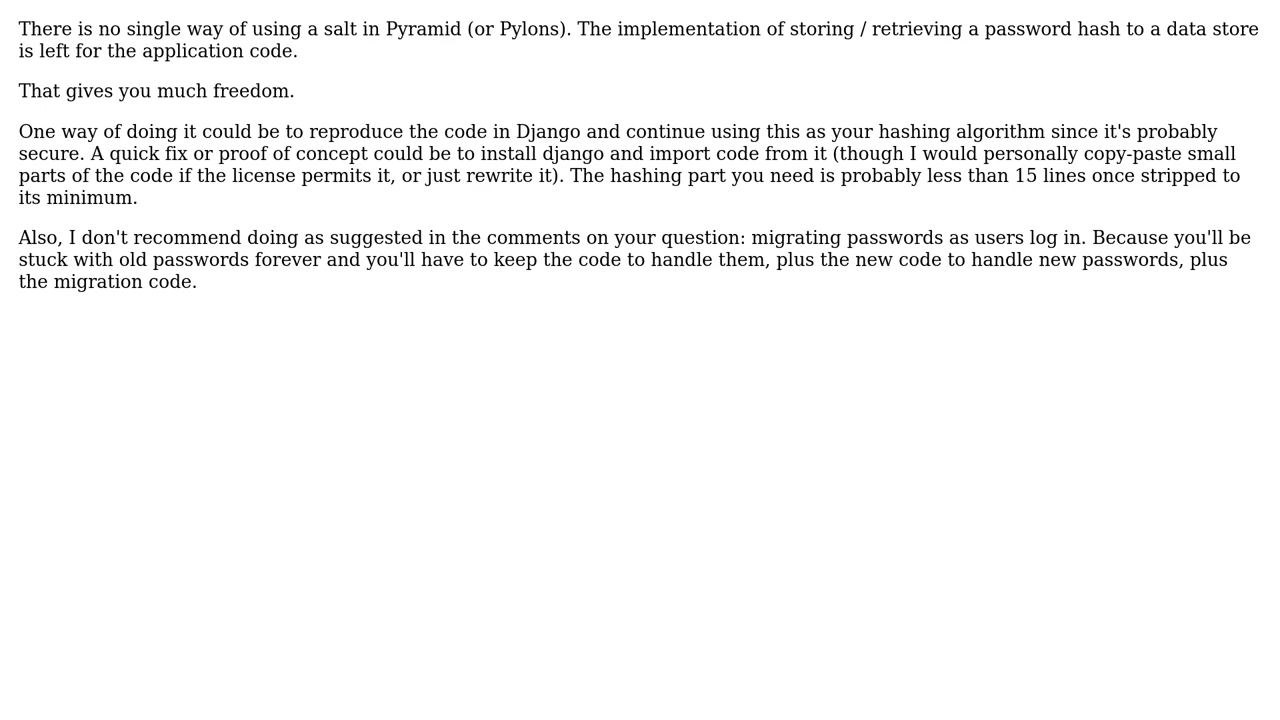 There is no single way of using a salt in Pyramid (or Pylons). The implementation of storing / retrieving a password hash to a data store
is left for the application code.
That gives you much freedom.
One way of doing it could be to reproduce the code in Django and continue using this as your hashing algorithm since it's probably
secure. A quick fix or proof of concept could be to install django and import code from it (though I would personally copy-paste small
parts of the code if the license permits it, or just rewrite it). The hashing part you need is probably less than 15 lines once stripped to
its minimum.
Also, I don't recommend doing as suggested in the comments on your question: migrating passwords as users log in. Because you'll be
stuck with old passwords forever and you'll have to keep the code to handle them, plus the new code to handle new passwords, plus
the migration code.